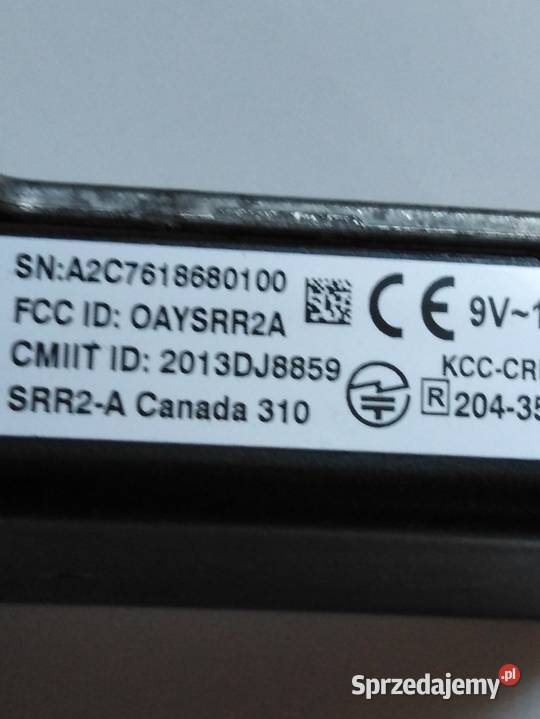 SN:A2C7618680100
FCC ID: OAYSRR2A
CMIIT ID: 2013DJ8859
SRR2-A Canada 310
CE 9V~1
KCC-CR
R 204-35
Sprzedajemy.pl